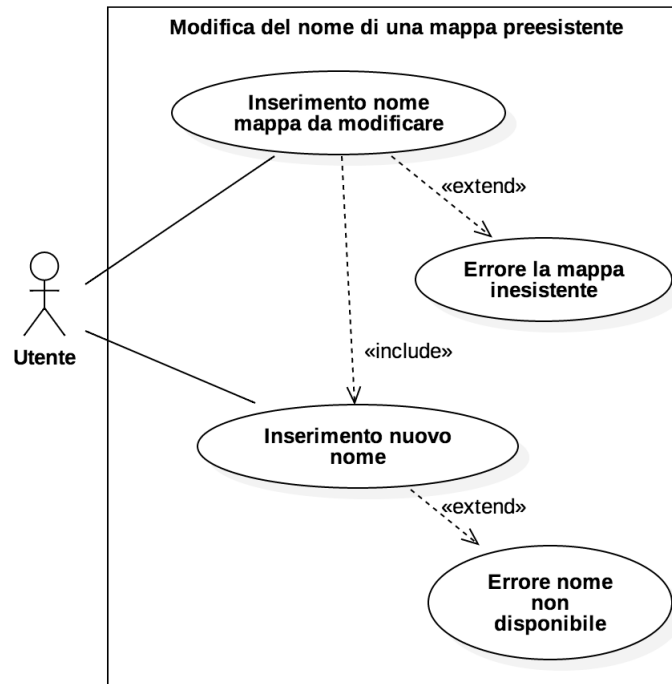 Modifica del nome di una mappa preesistente
Inserimento nome
mappa da modificare
«extend»
Errore la mappa
inesistente
Utente
«include»
Inserimento nuovo
nome
«extend»
Errore nome
non
disponibile